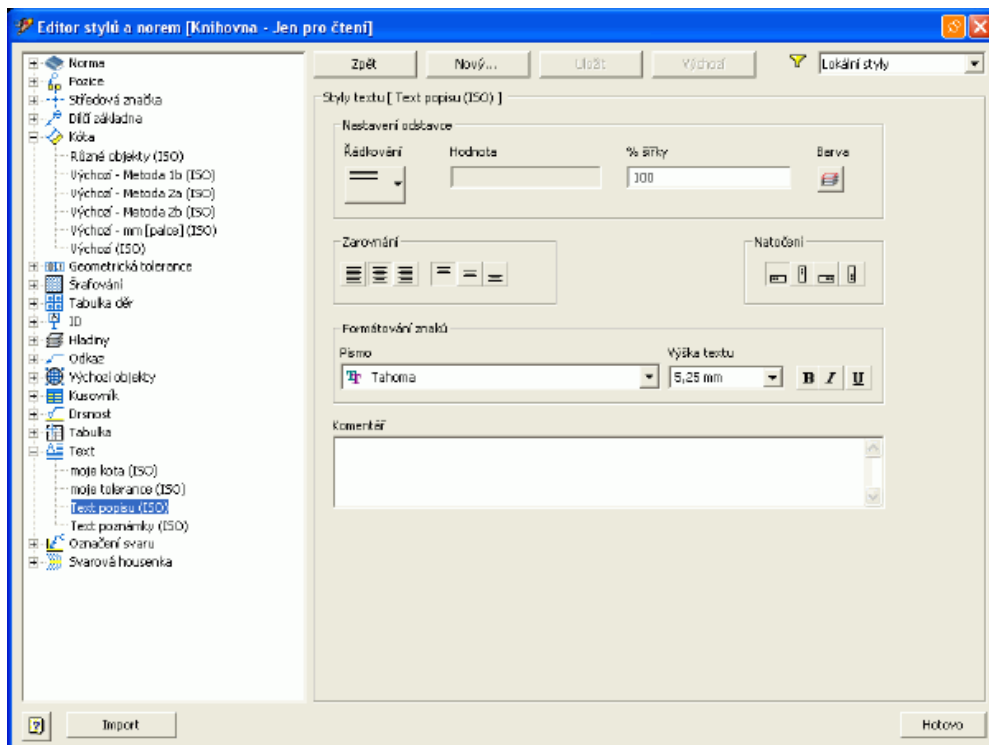 Editor stylů a norem [Knihovna - Jen pro čtení]
Zpět
Nový...
Uložit
Výchozí
Lokální styly
Norma
Pozice
Středová značka
Dílčí základna
Kóta
Různé objekty (ISO)
Výchozí - Metoda 1b (ISO)
Výchozí - Metoda 2a (ISO)
Výchozí - Metoda 2b (ISO)
Výchozí - mm [palce] (ISO)
Výchozí (ISO)
Geometrická tolerance
Šrafování
Tabulka děr
ID
Hladiny
Odkaz
Výchozí objekty
Kusovník
Drsnost
Tabulka
Text
moje kota (ISO)
moje tolerance (ISO)
Text popisu (ISO)
Text poznámky (ISO)
Označení svaru
Svarová housenka
Styly textu [ Text popisu (ISO) ]
Nastavení odstavce
Řádkování
Hodnota
% šířky
Barva
100
Zarovnání
Natočení
Formátování znaků
Písmo
Výška textu
Tahoma
5,25 mm
B I U
Komentář
Import
Hotovo